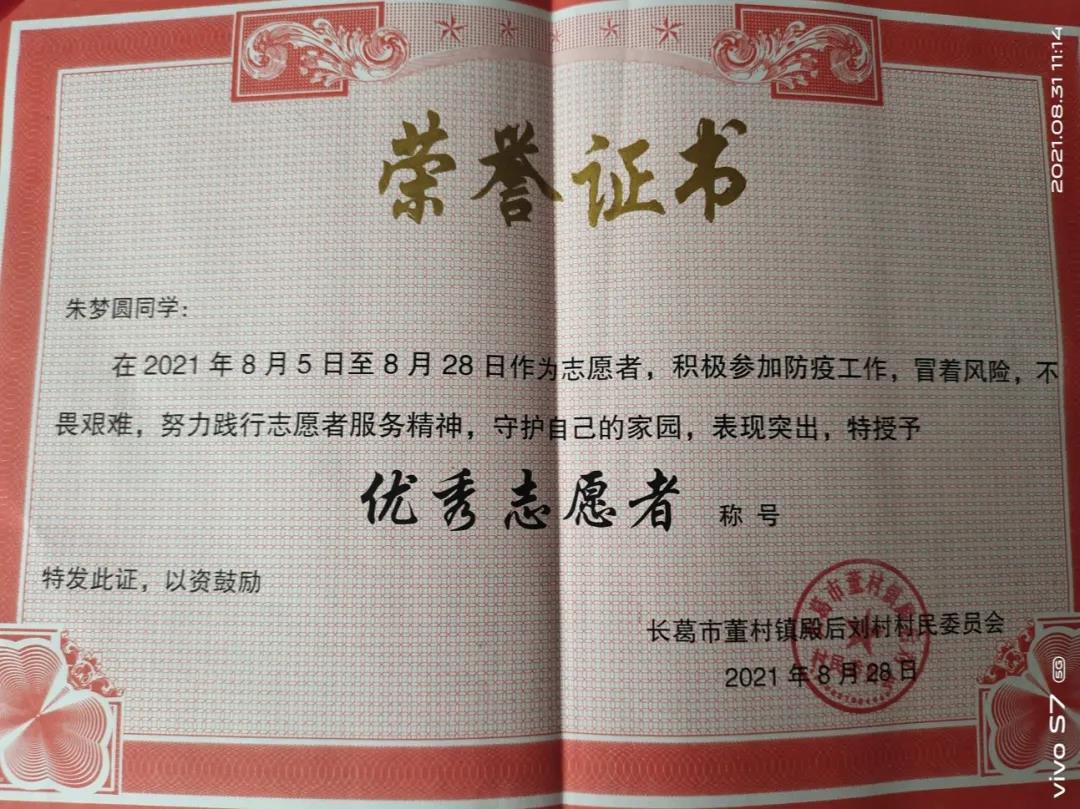 荣誉证书
朱梦圆同学：
在2021年8月5日至8月28日作为志愿者，积极参加防疫工作，冒着风险，不
畏艰难，努力践行志愿者服务精神，守护自己的家园，表现突出，特授予
优秀志愿者 称号
特发此证，以资鼓励
长葛市董村镇殿后刘村村民委员会
2021年8月28日
2021.08.31 11:14
vivo S7 5G